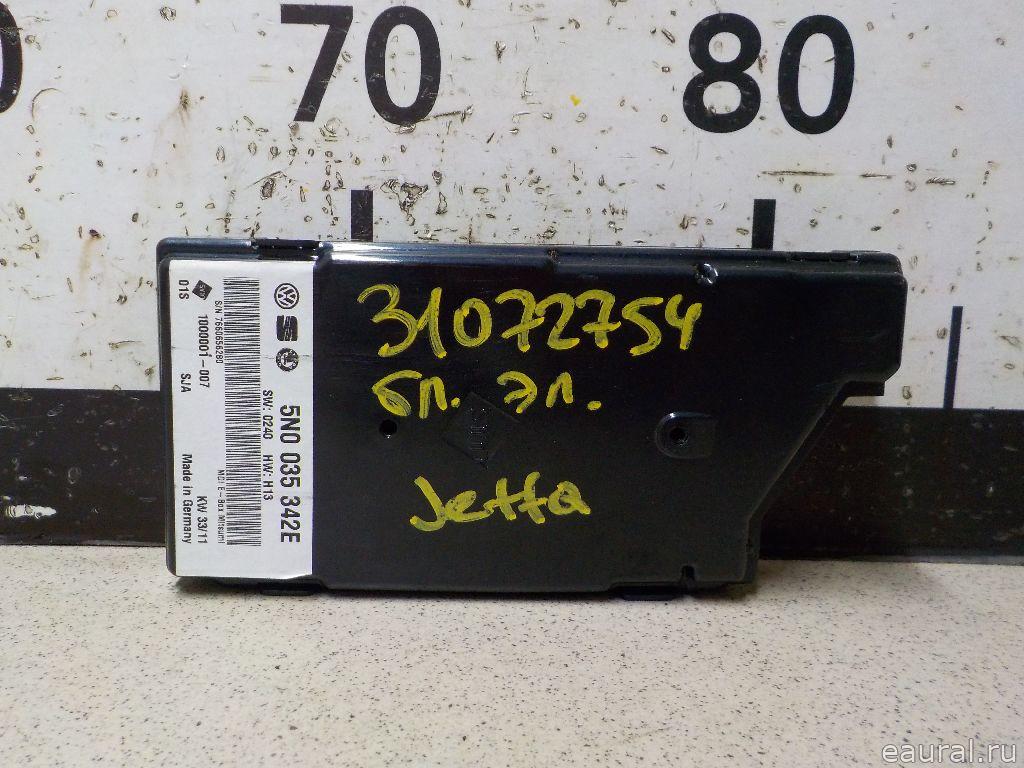 70
80
31072754
бл. эл.
Jetta
5N0 035 342E
SW: 0240 HW: H13
MDI E-Box Mitsumi
S/N 7660656280
1000001-007
KW 33/11
01S
SJA
Made in Germany
eaural.ru